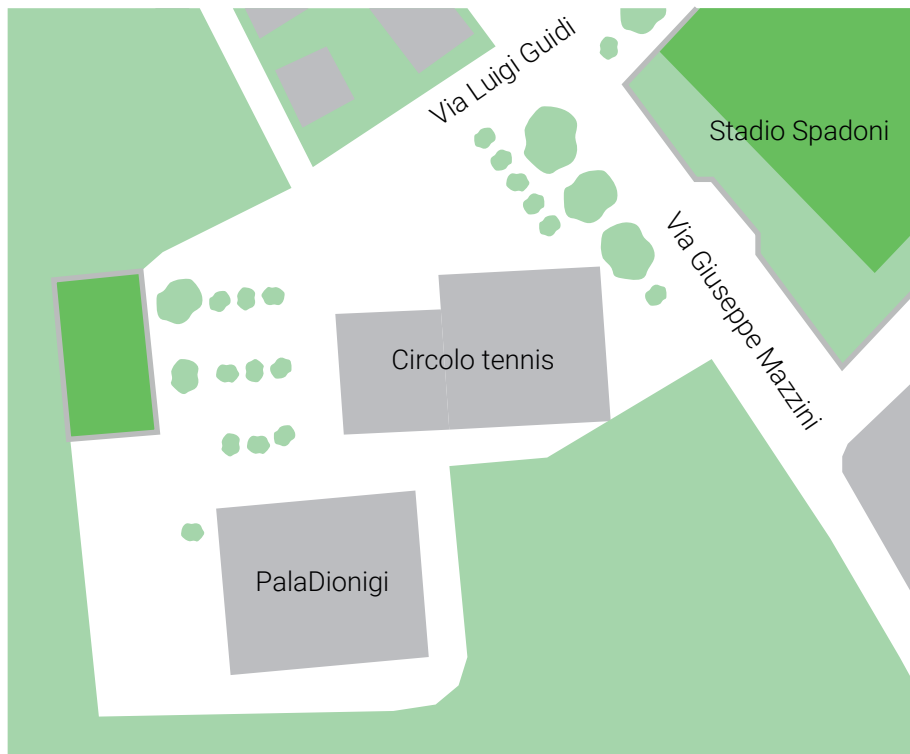 Via Luigi Guidi
Stadio Spadoni
Via Giuseppe Mazzini
Circolo tennis
PalaDionigi